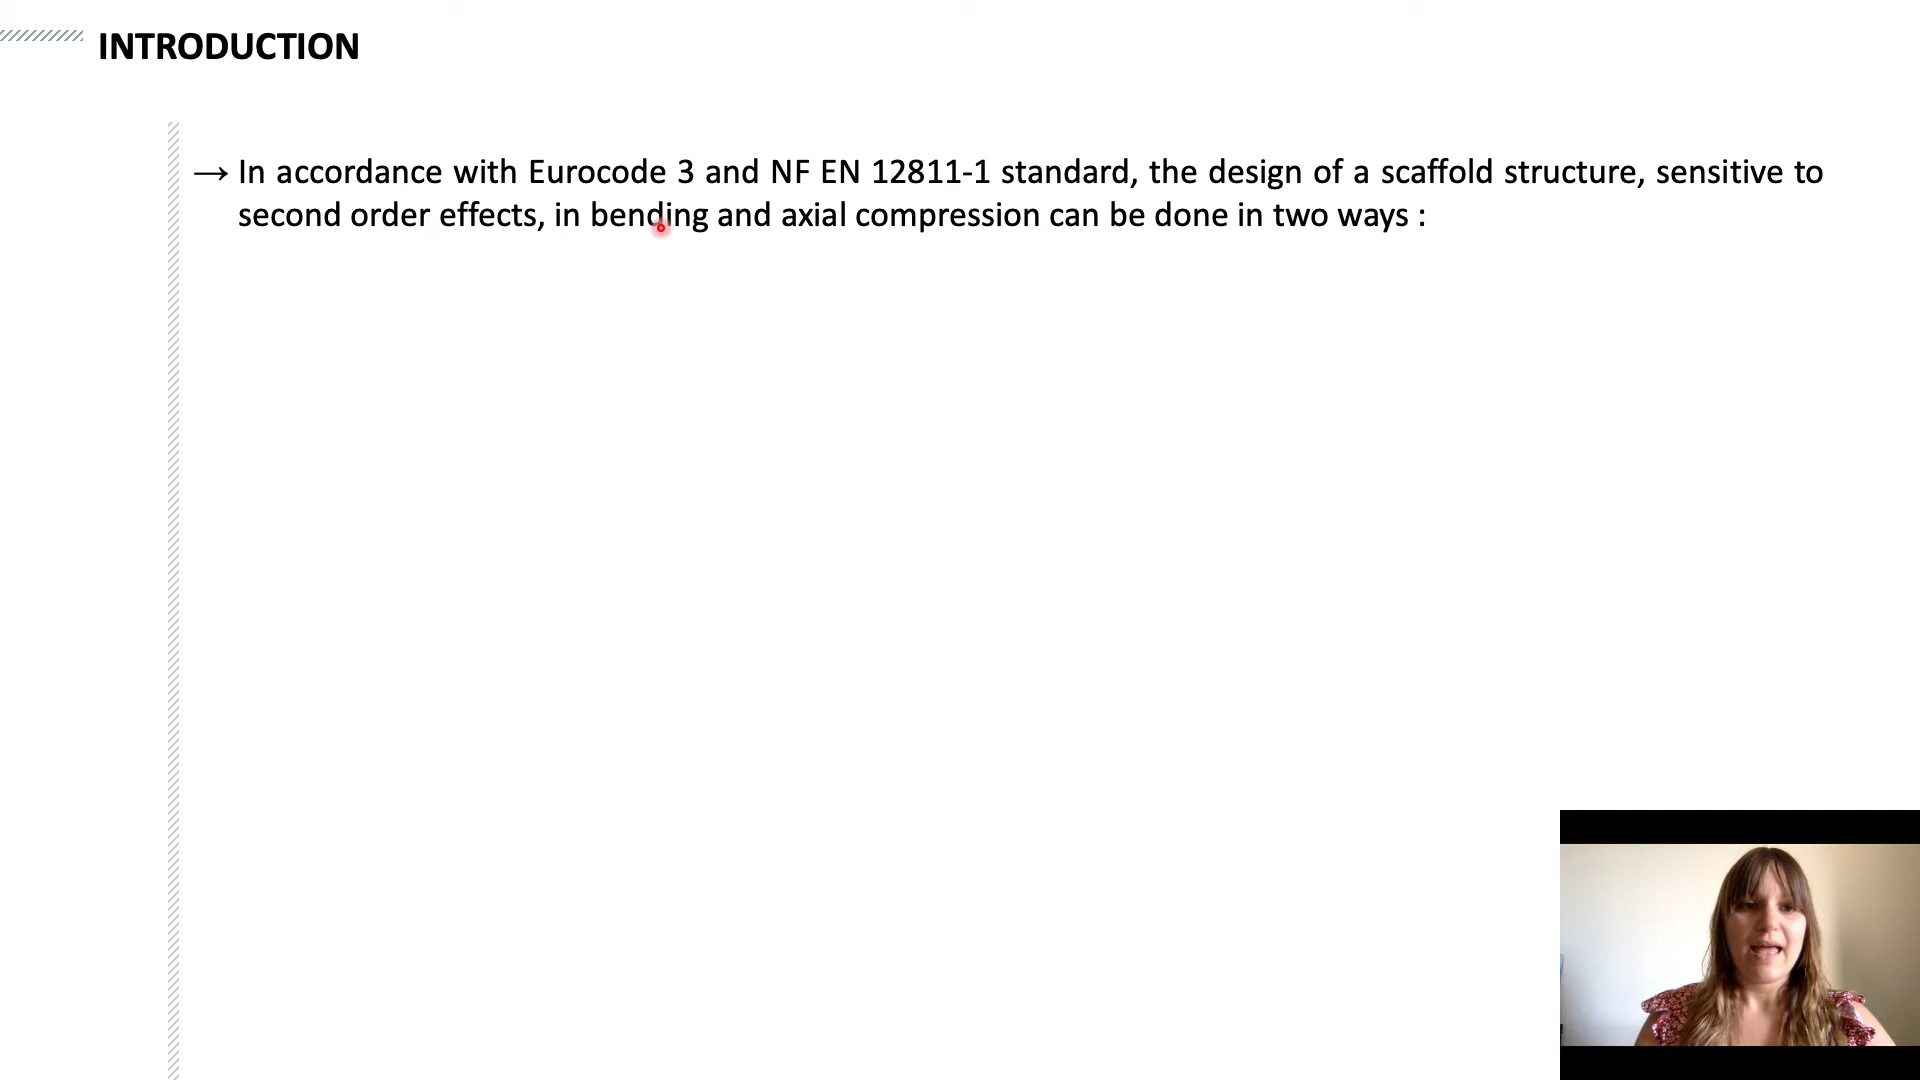 INTRODUCTION
→ In accordance with Eurocode 3 and NF EN 12811-1 standard, the design of a scaffold structure, sensitive to
second order effects, in bending and axial compression can be done in two ways :